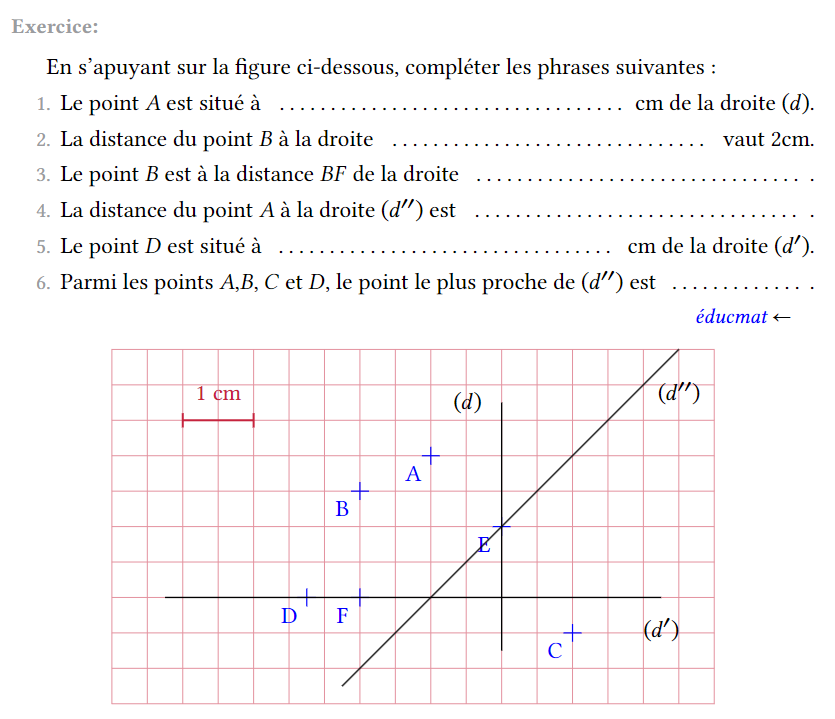 Exercice:
En s'apuyant sur la figure ci-dessous, compléter les phrases suivantes :
1. Le point A est situé à .................................. cm de la droite (d).
2. La distance du point B à la droite ............................... vaut 2cm.
3. Le point B est à la distance BF de la droite ................................ .
4. La distance du point A à la droite (d″) est ................................ .
5. Le point D est situé à ................................. cm de la droite (d′).
6. Parmi les points A,B, C et D, le point le plus proche de (d″) est ............. .
éducmat ←
1 cm
(d)
(d″)
A
B
E
D
F
(d′)
C